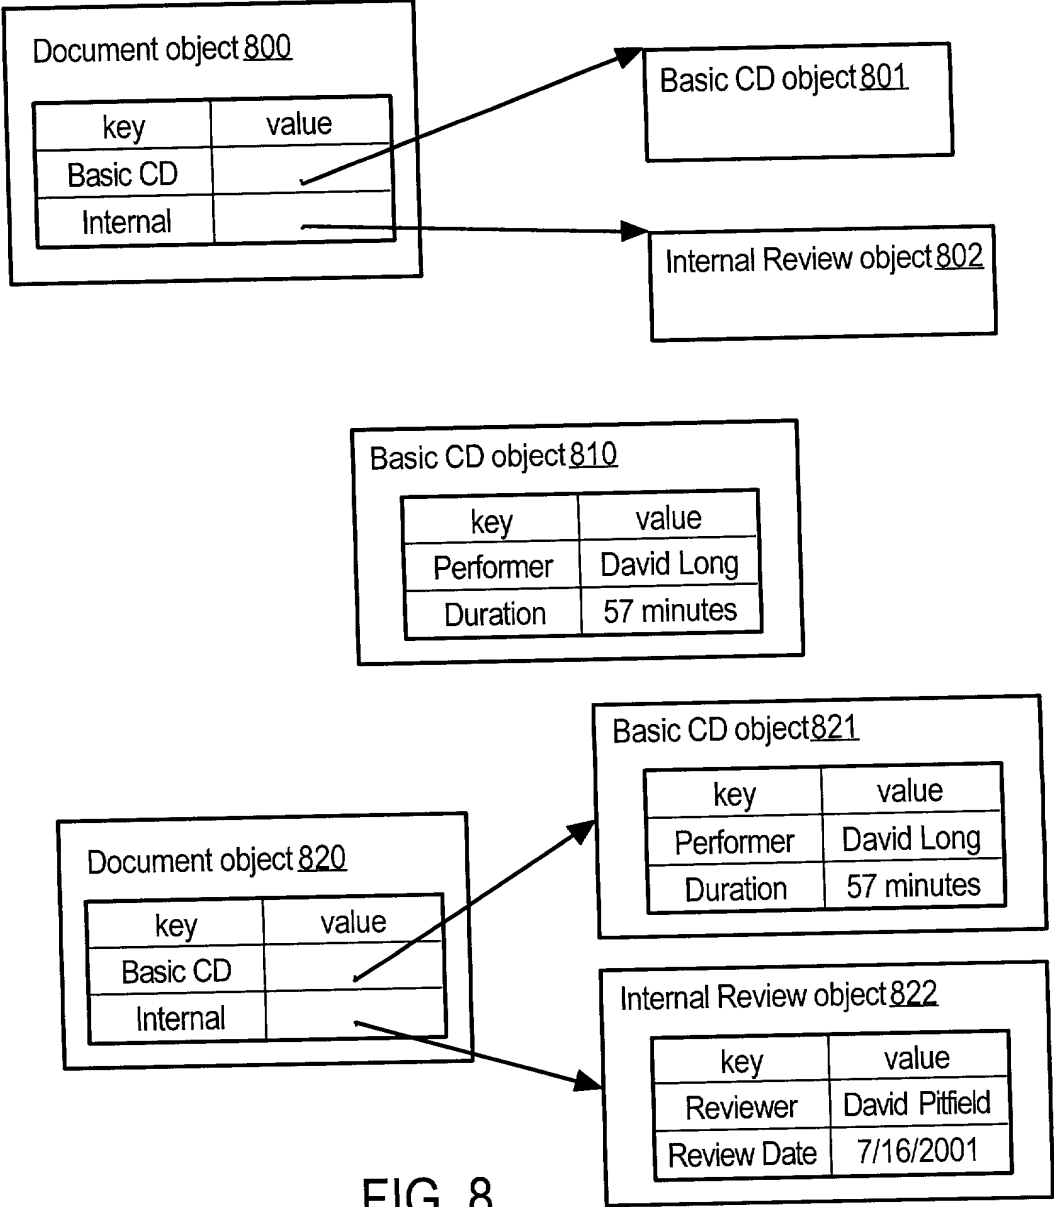 Document object 800
key value
Basic CD
Internal
Basic CD object 801
Internal Review object 802
Basic CD object 810
key value
Performer David Long
Duration 57 minutes
Basic CD object 821
key value
Performer David Long
Duration 57 minutes
Document object 820
key value
Basic CD
Internal
Internal Review object 822
key value
Reviewer David Pitfield
Review Date 7/16/2001
FIG. 8